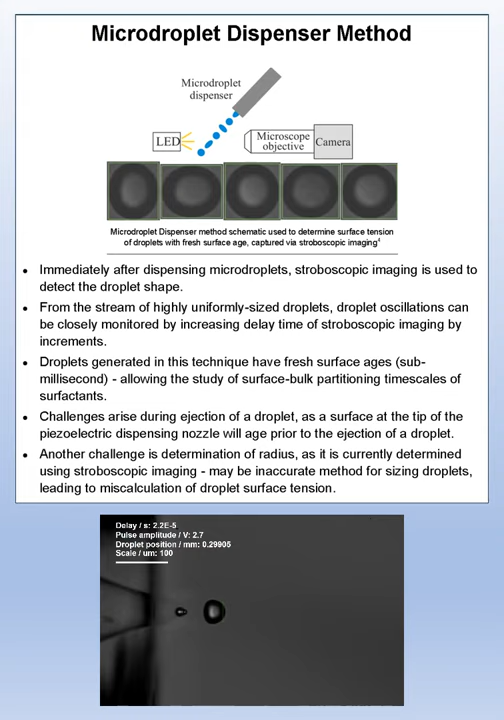 Microdroplet Dispenser Method
Microdroplet
dispenser
LED
Microscope
objective
Camera
Microdroplet Dispenser method schematic used to determine surface tension
of droplets with fresh surface age, captured via stroboscopic imaging4
• Immediately after dispensing microdroplets, stroboscopic imaging is used to
detect the droplet shape.
• From the stream of highly uniformly-sized droplets, droplet oscillations can
be closely monitored by increasing delay time of stroboscopic imaging by
increments.
• Droplets generated in this technique have fresh surface ages (sub-
millisecond) - allowing the study of surface-bulk partitioning timescales of
surfactants.
• Challenges arise during ejection of a droplet, as a surface at the tip of the
piezoelectric dispensing nozzle will age prior to the ejection of a droplet.
• Another challenge is determination of radius, as it is currently determined
using stroboscopic imaging - may be inaccurate method for sizing droplets,
leading to miscalculation of droplet surface tension.
Delay / s: 2.2E-5
Pulse amplitude / V: 2.7
Droplet position / mm: 0.29905
Scale / um: 100